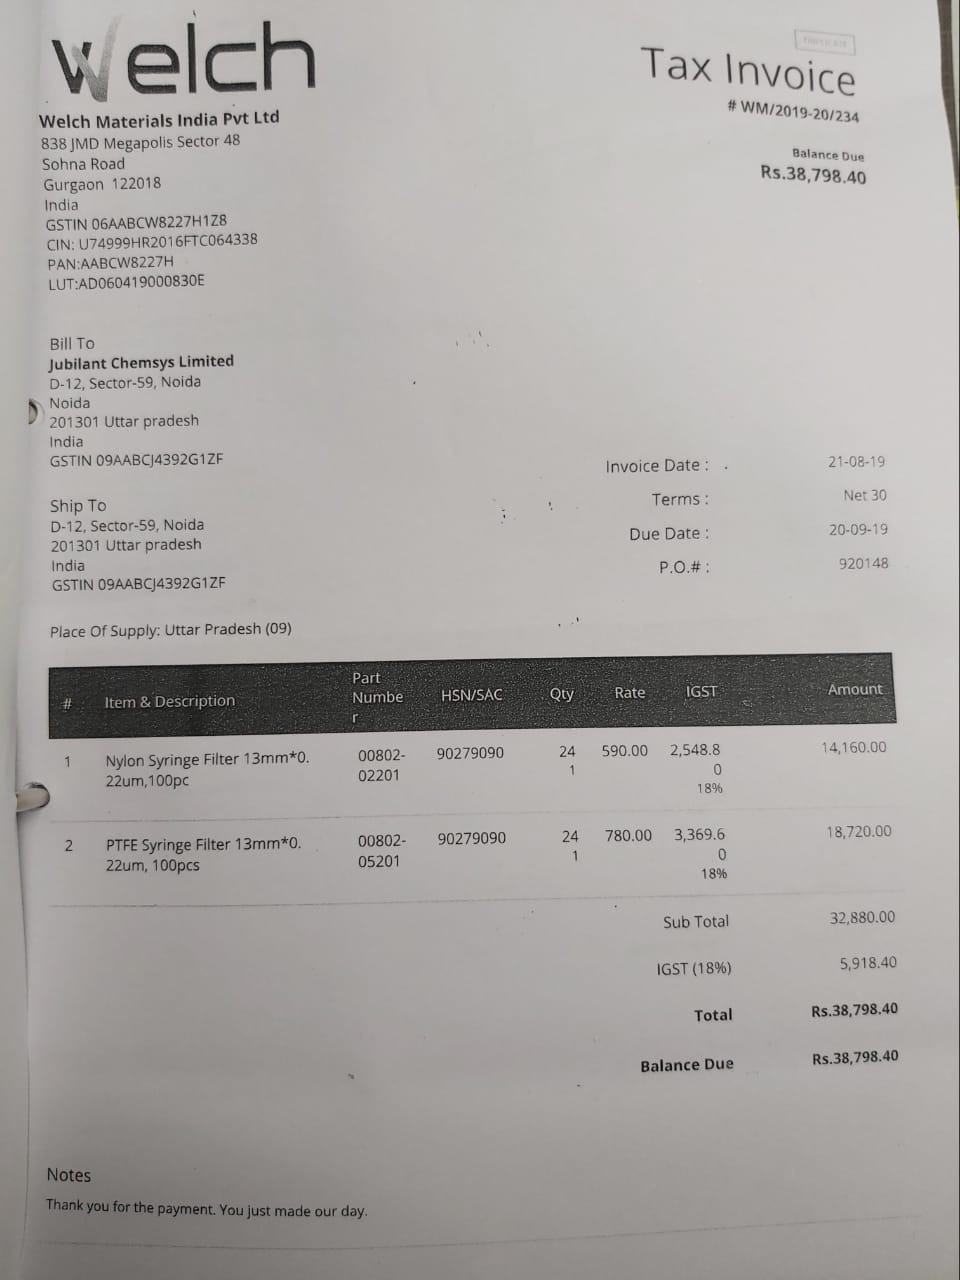 Welch
Tax Invoice
# WM/2019-20/234
Balance Due
Rs.38,798.40
Welch Materials India Pvt Ltd
838 JMD Megapolis Sector 48
Sohna Road
Gurgaon 122018
India
GSTIN 06AABCW8227H1Z8
CIN: U74999HR2016FTC064338
PAN:AABCW8227H
LUT:AD060419000830E
Bill To
Jubilant Chemsys Limited
D-12, Sector-59, Noida
Noida
201301 Uttar pradesh
India
GSTIN 09AABCJ4392G1ZF
Ship To
D-12, Sector-59, Noida
201301 Uttar pradesh
India
GSTIN 09AABCJ4392G1ZF
Invoice Date : 21-08-19
Terms : Net 30
Due Date : 20-09-19
P.O.# : 920148
Place Of Supply: Uttar Pradesh (09)
# Item & Description Part Numbe r HSN/SAC Qty Rate IGST Amount
1 Nylon Syringe Filter 13mm*0. 00802- 90279090 24 590.00 2,548.8 14,160.00
22um,100pc 02201 1 0
18%
2 PTFE Syringe Filter 13mm*0. 00802- 90279090 24 780.00 3,369.6 18,720.00
22um, 100pcs 05201 1 0
18%
Sub Total 32,880.00
IGST (18%) 5,918.40
Total Rs.38,798.40
Balance Due Rs.38,798.40
Notes
Thank you for the payment. You just made our day.